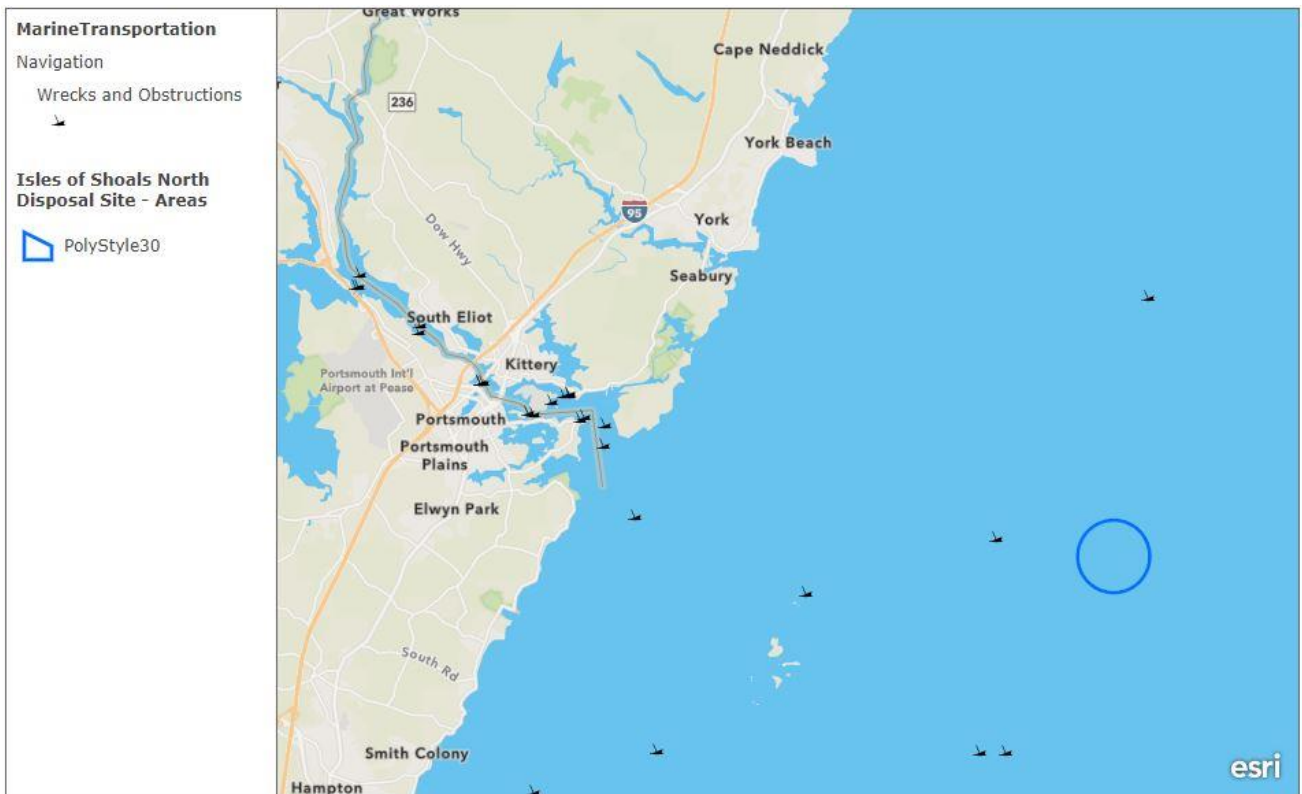 MarineTransportation
Navigation
Wrecks and Obstructions
Isles of Shoals North
Disposal Site - Areas
PolyStyle30
Great Works
Cape Neddick
236
York Beach
95
York
Dow Hwy
Seabury
South Eliot
Kittery
Portsmouth Int'l
Airport at Pease
Portsmouth
Portsmouth
Plains
Elwyn Park
South Rd
Smith Colony
Hampton
esri